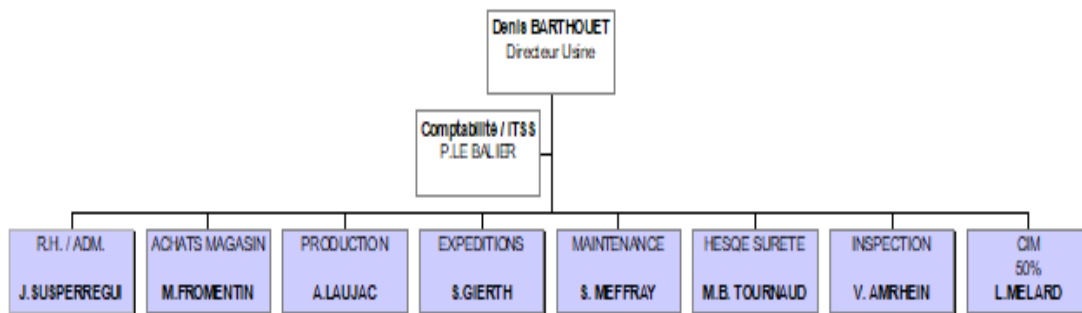 Denis BARTHOUET
Directeur Usine
Comptabilité / ITSS
P.LE BALIER
R.H. / ADM.
J.SUSPERREGUI
ACHATS MAGASIN
M.FROMENTIN
PRODUCTION
A.LAUJAC
EXPEDITIONS
S.GIERTH
MAINTENANCE
S. MEFFRAY
HESQE SURETE
M.B. TOURNAUD
INSPECTION
V. AMRHEIN
CIM
50%
L.MELARD